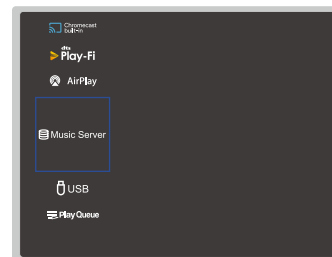 Chromecast
built-in
dts
Play-Fi
AirPlay
Music Server
USB
Play Queue